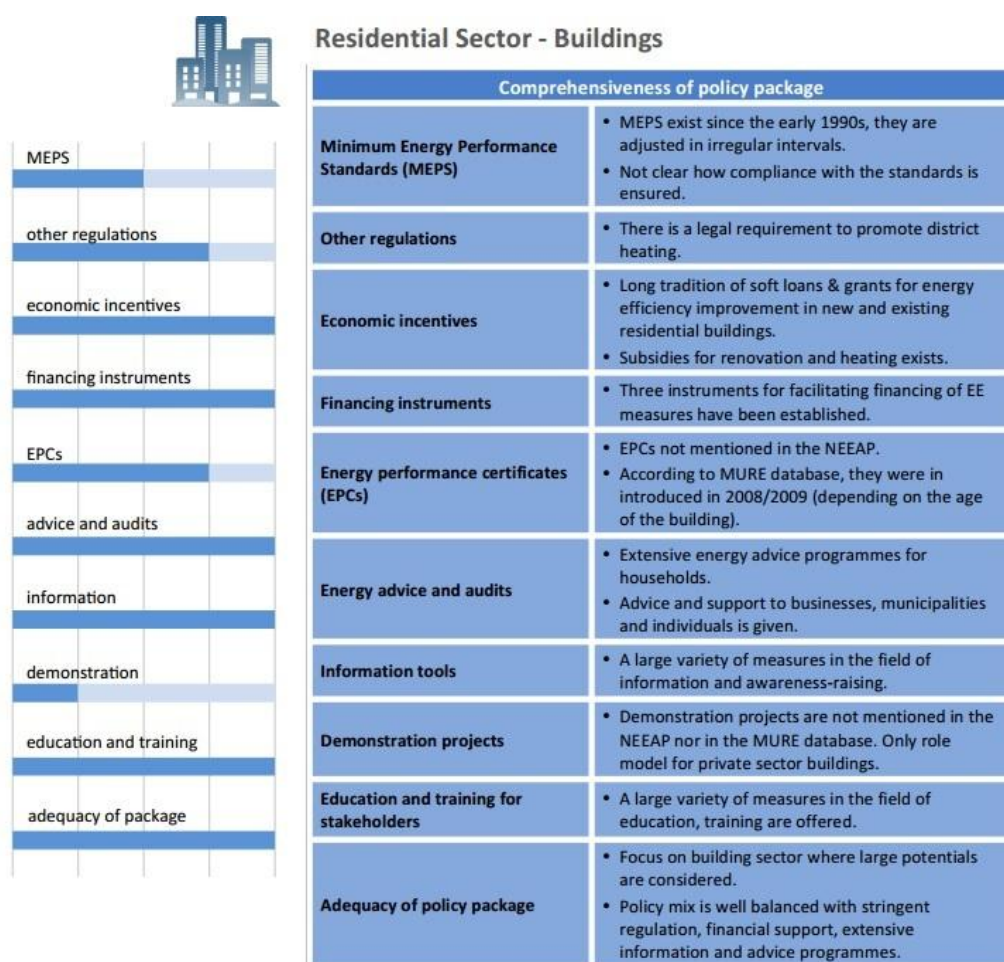 Residential Sector - Buildings
MEPS
other regulations
economic incentives
financing instruments
EPCs
advice and audits
information
demonstration
education and training
adequacy of package
Comprehensiveness of policy package
Minimum Energy Performance
Standards (MEPS)
• MEPS exist since the early 1990s, they are
adjusted in irregular intervals.
• Not clear how compliance with the standards is
ensured.
Other regulations
• There is a legal requirement to promote district
heating.
Economic incentives
• Long tradition of soft loans & grants for energy
efficiency improvement in new and existing
residential buildings.
• Subsidies for renovation and heating exists.
Financing instruments
• Three instruments for facilitating financing of EE
measures have been established.
Energy performance certificates
(EPCs)
• EPCs not mentioned in the NEEAP.
• According to MURE database, they were in
introduced in 2008/2009 (depending on the age
of the building).
Energy advice and audits
• Extensive energy advice programmes for
households.
• Advice and support to businesses, municipalities
and individuals is given.
Information tools
• A large variety of measures in the field of
information and awareness-raising.
Demonstration projects
• Demonstration projects are not mentioned in the
NEEAP nor in the MURE database. Only role
model for private sector buildings.
Education and training for
stakeholders
• A large variety of measures in the field of
education, training are offered.
Adequacy of policy package
• Focus on building sector where large potentials
are considered.
• Policy mix is well balanced with stringent
regulation, financial support, extensive
information and advice programmes.